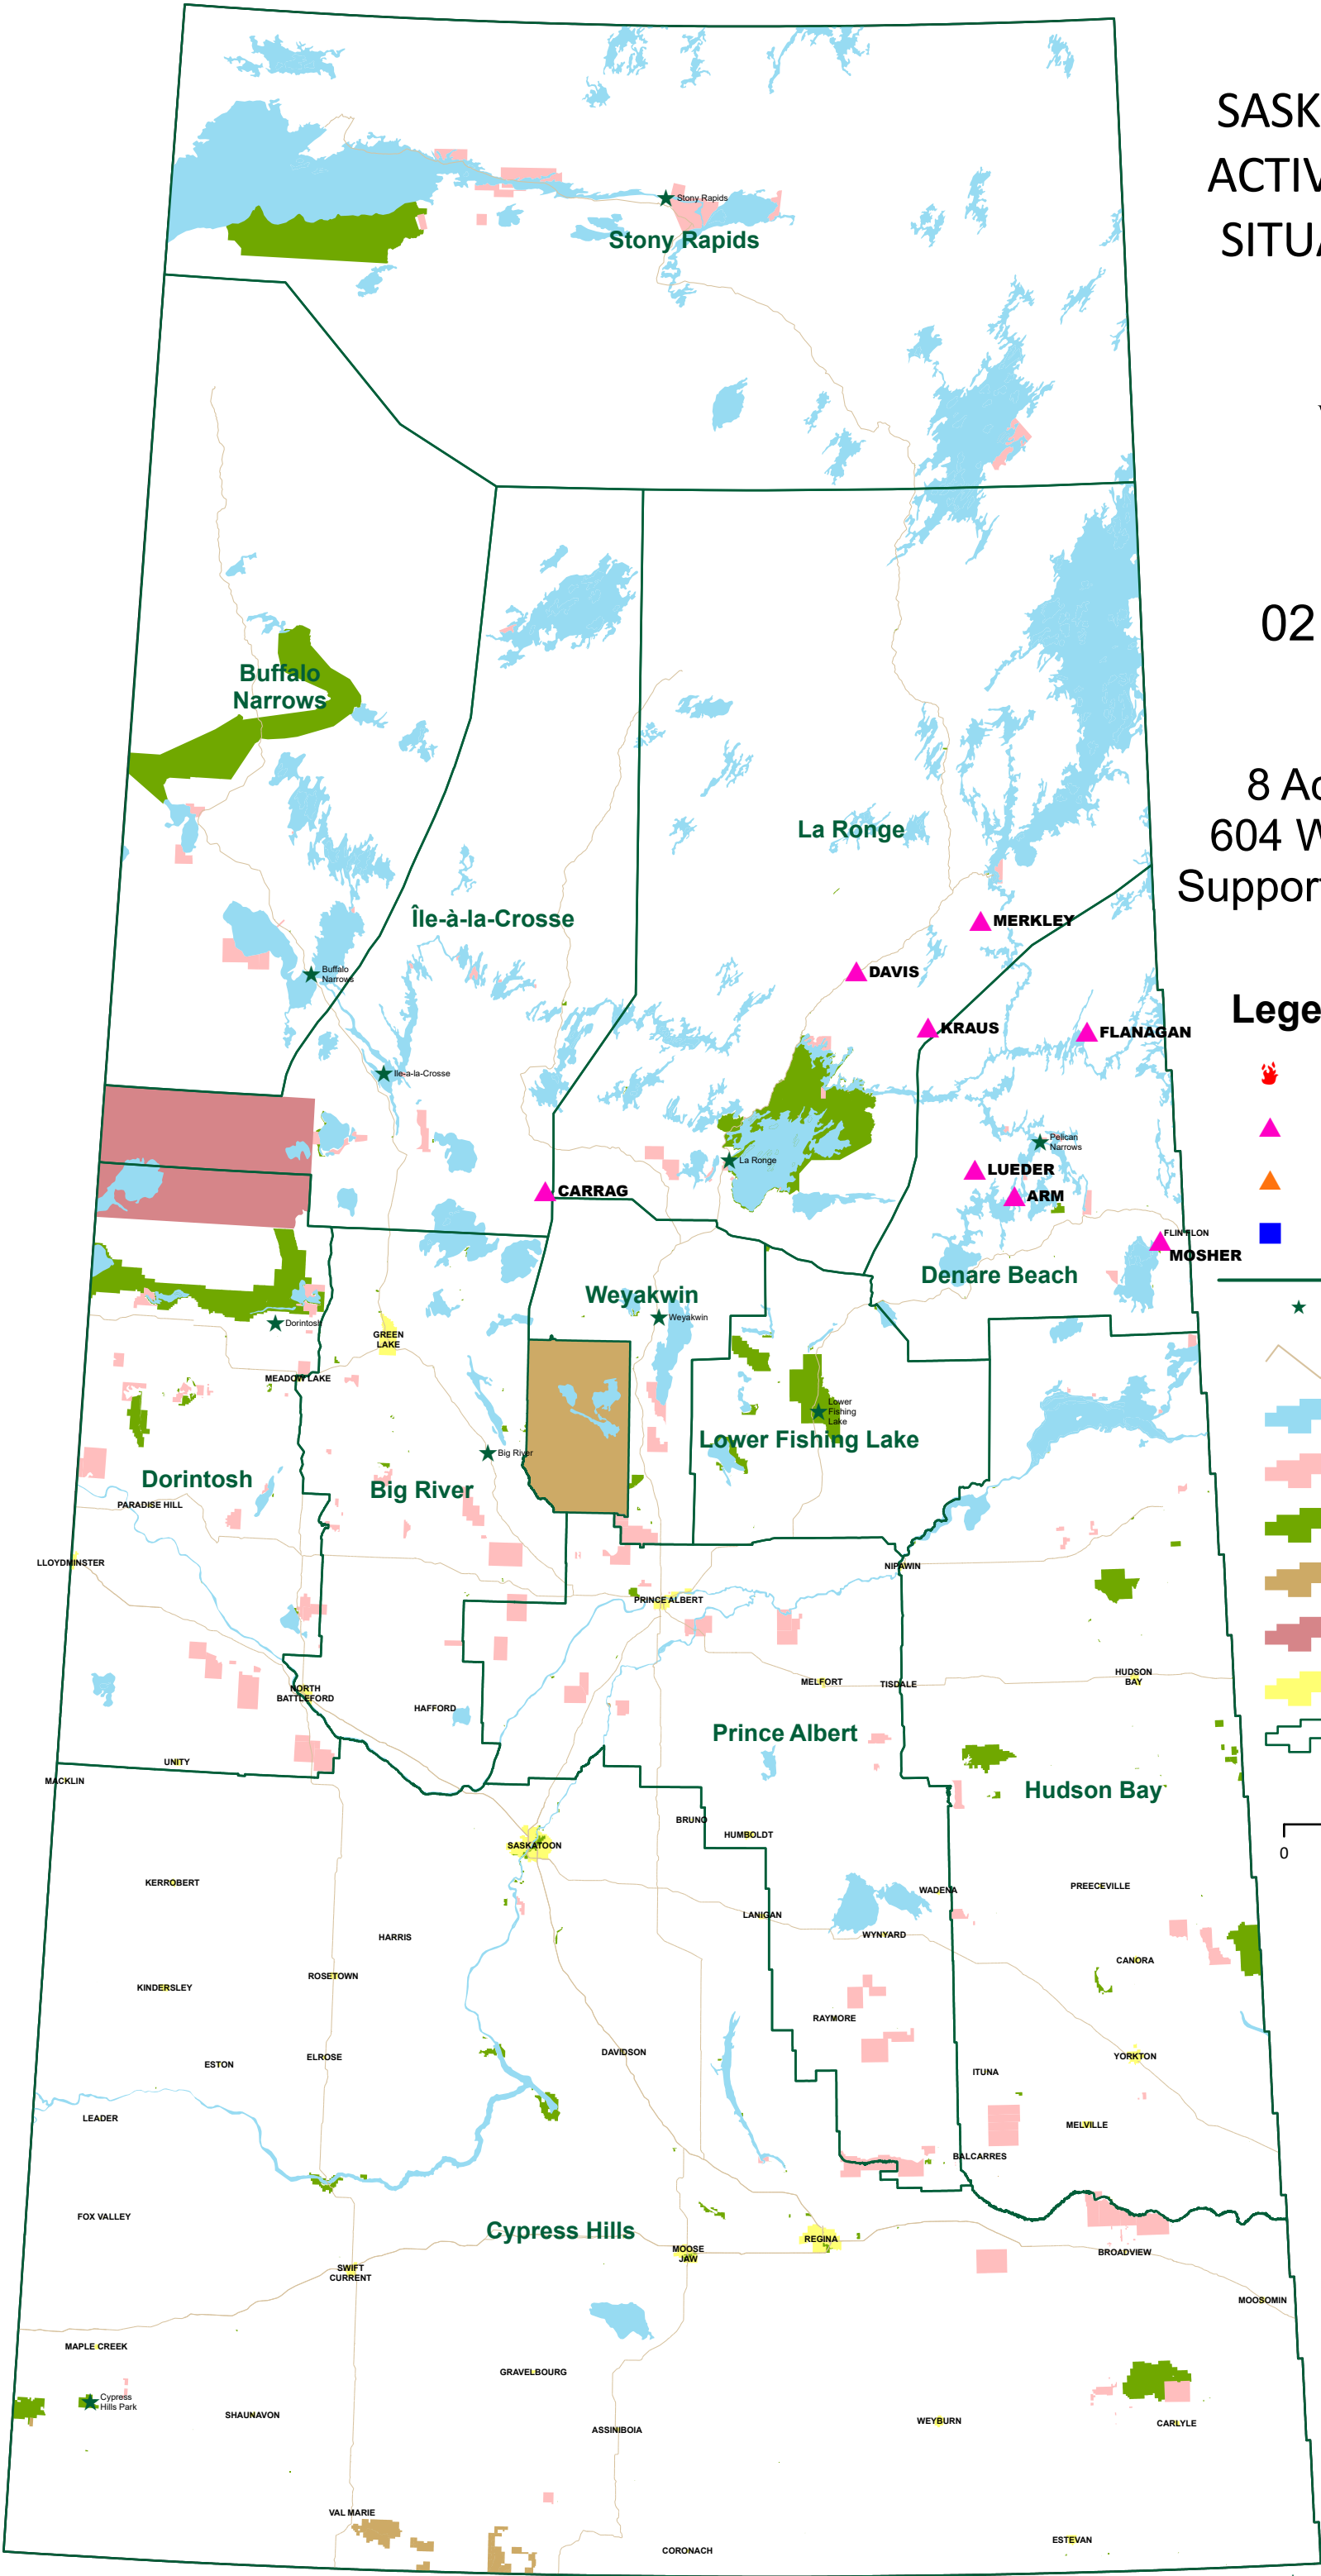 SASK
ACTIV
SITUA
02
8 Ac
604 W
Support
Lege
0
Stony Rapids
Stony Rapids
Buffalo
Narrows
La Ronge
Île-à-la-Crosse
MERKLEY
DAVIS
Buffalo
Narrows
KRAUS
FLANAGAN
Ile-a-la-Crosse
Pelican
Narrows
La Ronge
LUEDER
CARRAG
ARM
FLIN FLON
MOSHER
Denare Beach
Weyakwin
Weyakwin
Dorintosh
GREEN
LAKE
MEADOW LAKE
Lower
Fishing
Lake
Lower Fishing Lake
Big River
Dorintosh
Big River
PARADISE HILL
LLOYDMINSTER
NIPAWIN
PRINCE ALBERT
HUDSON
BAY
MELFORT
TISDALE
NORTH
BATTLEFORD
HAFFORD
Prince Albert
UNITY
MACKLIN
Hudson Bay
BRUNO
HUMBOLDT
SASKATOON
KERROBERT
PREECEVILLE
WADENA
LANIGAN
WYNYARD
HARRIS
CANORA
ROSETOWN
KINDERSLEY
RAYMORE
DAVIDSON
YORKTON
ELROSE
ESTON
ITUNA
LEADER
MELVILLE
BALCARRES
FOX VALLEY
Cypress Hills
REGINA
MOOSE
JAW
BROADVIEW
SWIFT
CURRENT
MOOSOMIN
MAPLE CREEK
GRAVELBOURG
Cypress
Hills Park
SHAUNAVON
WEYBURN
CARLYLE
ASSINIBOIA
VAL MARIE
ESTEVAN
CORONACH